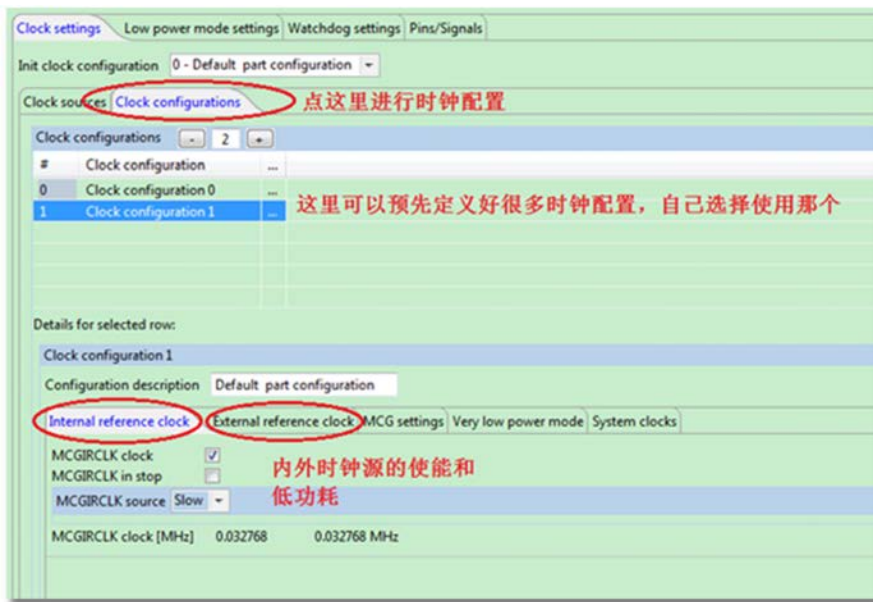 Clock settings Low power mode settings Watchdog settings Pins/Signals
Init clock configuration 0 - Default part configuration
Clock sources Clock configurations 点这里进行时钟配置
Clock configurations - 2 +
# Clock configuration ...
0 Clock configuration 0 ...
1 Clock configuration 1 ... 这里可以预先定义好很多时钟配置，自己选择使用那个
Details for selected row:
Clock configuration 1
Configuration description Default part configuration
Internal reference clock External reference clock MCG settings Very low power mode System clocks
MCGIRCLK clock 内外时钟源的使能和
MCGIRCLK in stop
MCGIRCLK source Slow 低功耗
MCGIRCLK clock [MHz] 0.032768 0.032768 MHz